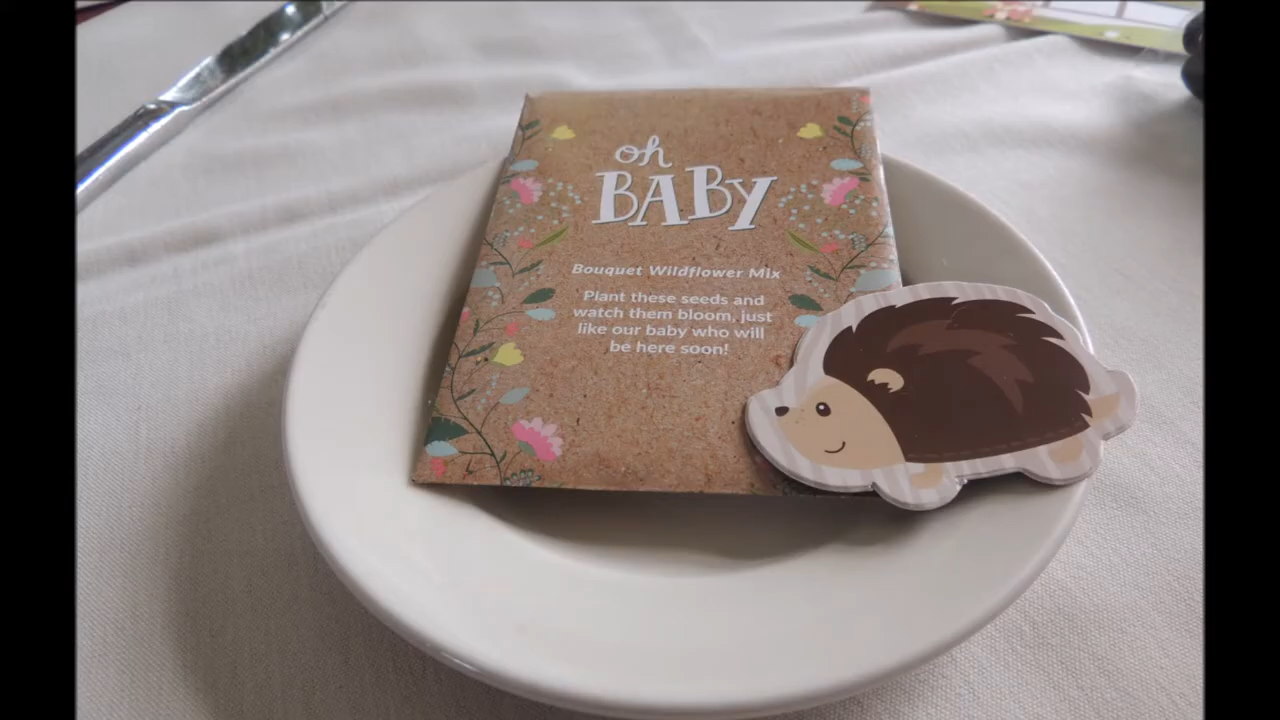 oh
BABY
Bouquet Wildflower Mix
Plant these seeds and
watch them bloom, just
like our baby who will
be here soon!